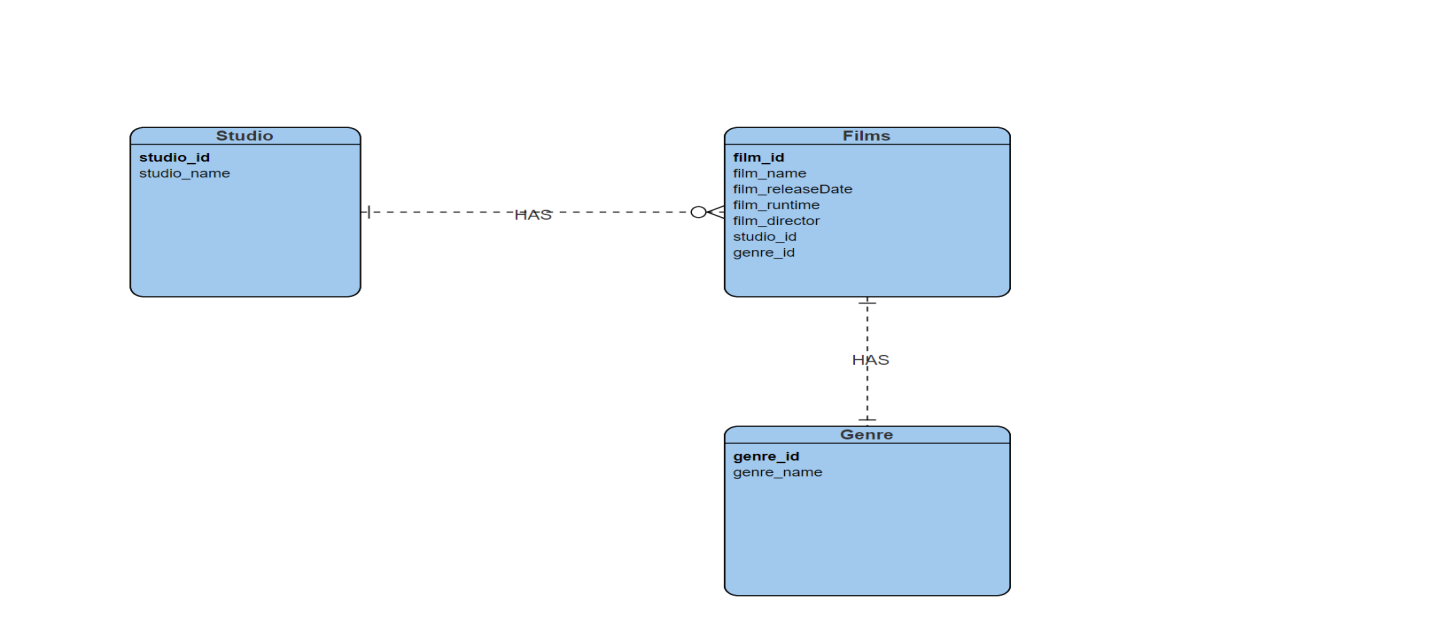 Studio
studio_id
studio_name
HAS
Films
film_id
film_name
film_releaseDate
film_runtime
film_director
studio_id
genre_id
HAS
Genre
genre_id
genre_name